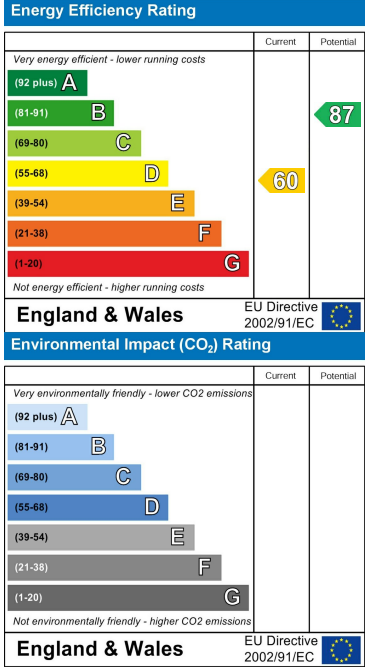 Energy Efficiency Rating
Current Potential
Very energy efficient - lower running costs
(92 plus) A
(81-91) B
87
(69-80) C
(55-68) D
60
(39-54) E
(21-38) F
(1-20) G
Not energy efficient - higher running costs
England & Wales
EU Directive
2002/91/EC
Environmental Impact (CO₂) Rating
Current Potential
Very environmentally friendly - lower CO2 emissions
(92 plus) A
(81-91) B
(69-80) C
(55-68) D
(39-54) E
(21-38) F
(1-20) G
Not environmentally friendly - higher CO2 emissions
England & Wales
EU Directive
2002/91/EC